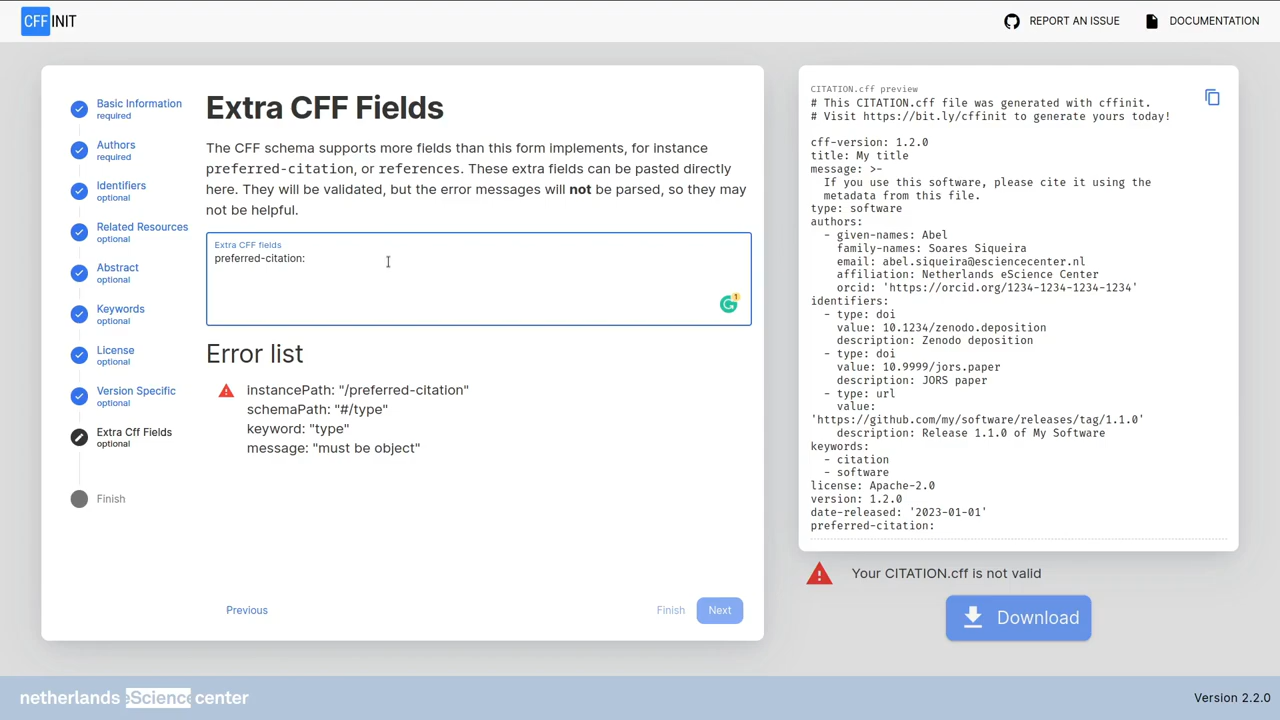 CFF INIT
REPORT AN ISSUE
DOCUMENTATION
Basic Information
required
Authors
required
Identifiers
optional
Related Resources
optional
Abstract
optional
Keywords
optional
License
optional
Version Specific
optional
Extra Cff Fields
optional
Finish
Extra CFF Fields
The CFF schema supports more fields than this form implements, for instance
preferred-citation, or references. These extra fields can be pasted directly
here. They will be validated, but the error messages will not be parsed, so they may
not be helpful.
Extra CFF fields
preferred-citation:
1
Error list
instancePath: "/preferred-citation"
schemaPath: "#/type"
keyword: "type"
message: "must be object"
Previous
Finish
Next
CITATION.cff preview
# This CITATION.cff file was generated with cffinit.
# Visit https://bit.ly/cffinit to generate yours today!
cff-version: 1.2.0
title: My title
message: >-
If you use this software, please cite it using the
metadata from this file.
type: software
authors:
- given-names: Abel
family-names: Soares Siqueira
email: abel.siqueira@esciencecenter.nl
affiliation: Netherlands eScience Center
orcid: 'https://orcid.org/1234-1234-1234-1234'
identifiers:
- type: doi
value: 10.1234/zenodo.deposition
description: Zenodo deposition
- type: doi
value: 10.9999/jors.paper
description: JORS paper
- type: url
value:
'https://github.com/my/software/releases/tag/1.1.0'
description: Release 1.1.0 of My Software
keywords:
- citation
- software
license: Apache-2.0
version: 1.2.0
date-released: '2023-01-01'
preferred-citation:
Your CITATION.cff is not valid
Download
netherlands eScience center
Version 2.2.0